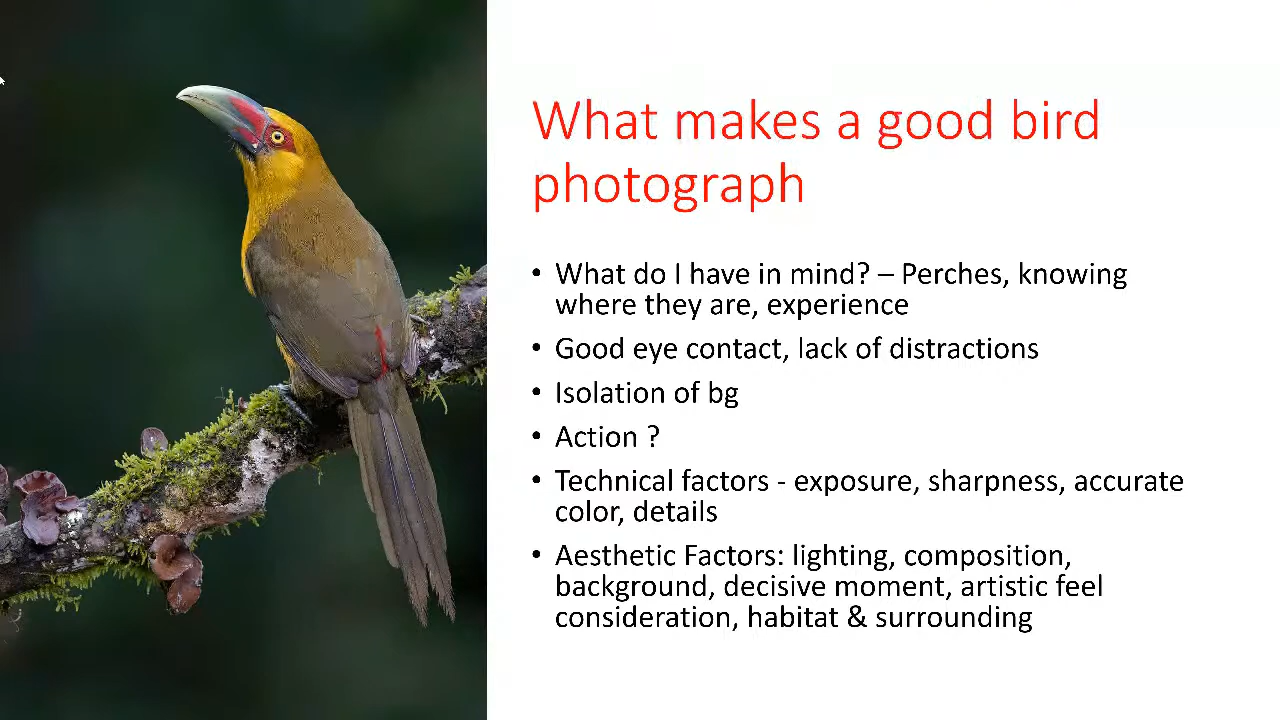 What makes a good bird
photograph
• What do I have in mind? – Perches, knowing
where they are, experience
• Good eye contact, lack of distractions
• Isolation of bg
• Action ?
• Technical factors - exposure, sharpness, accurate
color, details
• Aesthetic Factors: lighting, composition,
background, decisive moment, artistic feel
consideration, habitat & surrounding